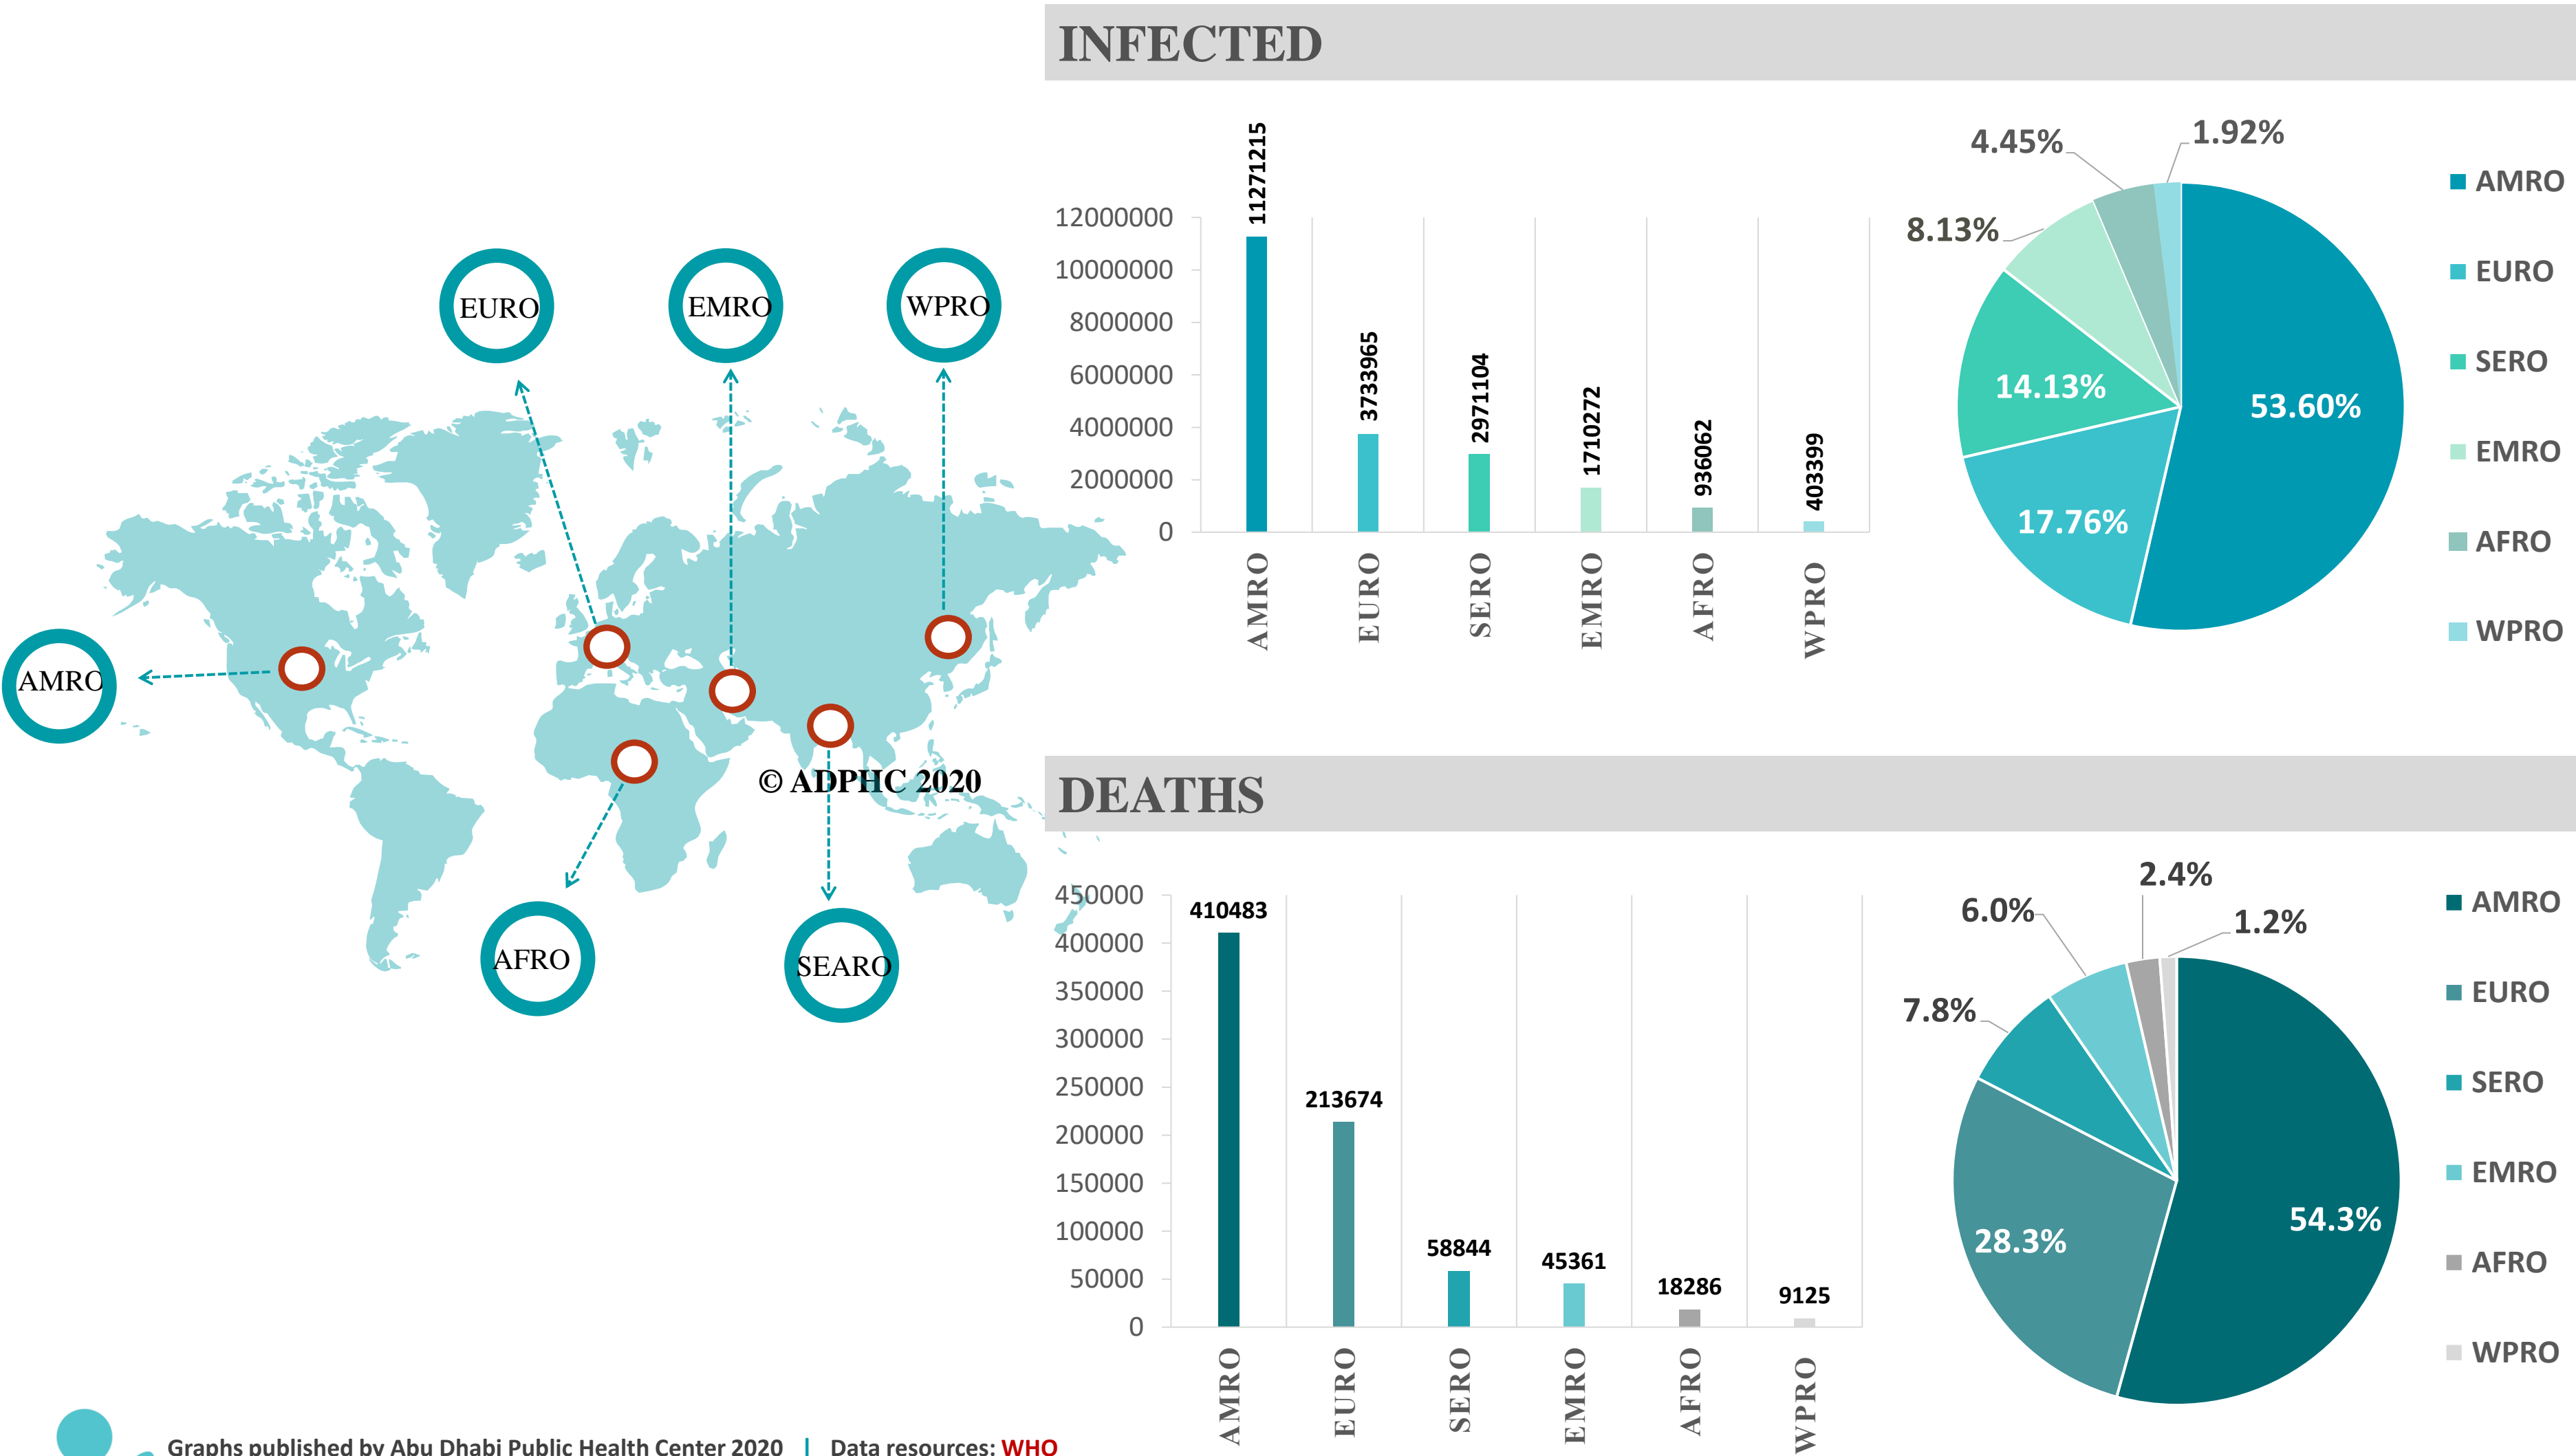 EURO
EMRO
WPRO
AMRO
© ADPHC 2020
AFRO
SEARO
INFECTED
12000000
10000000
8000000
6000000
4000000
2000000
0
11271215
3733965
2971104
1710272
936062
403399
AMRO
EURO
SERO
EMRO
AFRO
WPRO
4.45%
1.92%
8.13%
14.13%
53.60%
17.76%
AMRO
EURO
SERO
EMRO
AFRO
WPRO
DEATHS
450000
400000
350000
300000
250000
200000
150000
100000
50000
0
410483
213674
58844
45361
18286
9125
AMRO
EURO
SERO
EMRO
AFRO
WPRO
2.4%
6.0%
1.2%
7.8%
54.3%
28.3%
AMRO
EURO
SERO
EMRO
AFRO
WPRO
Graphs published by Abu Dhabi Public Health Center 2020 | Data resources: WHO